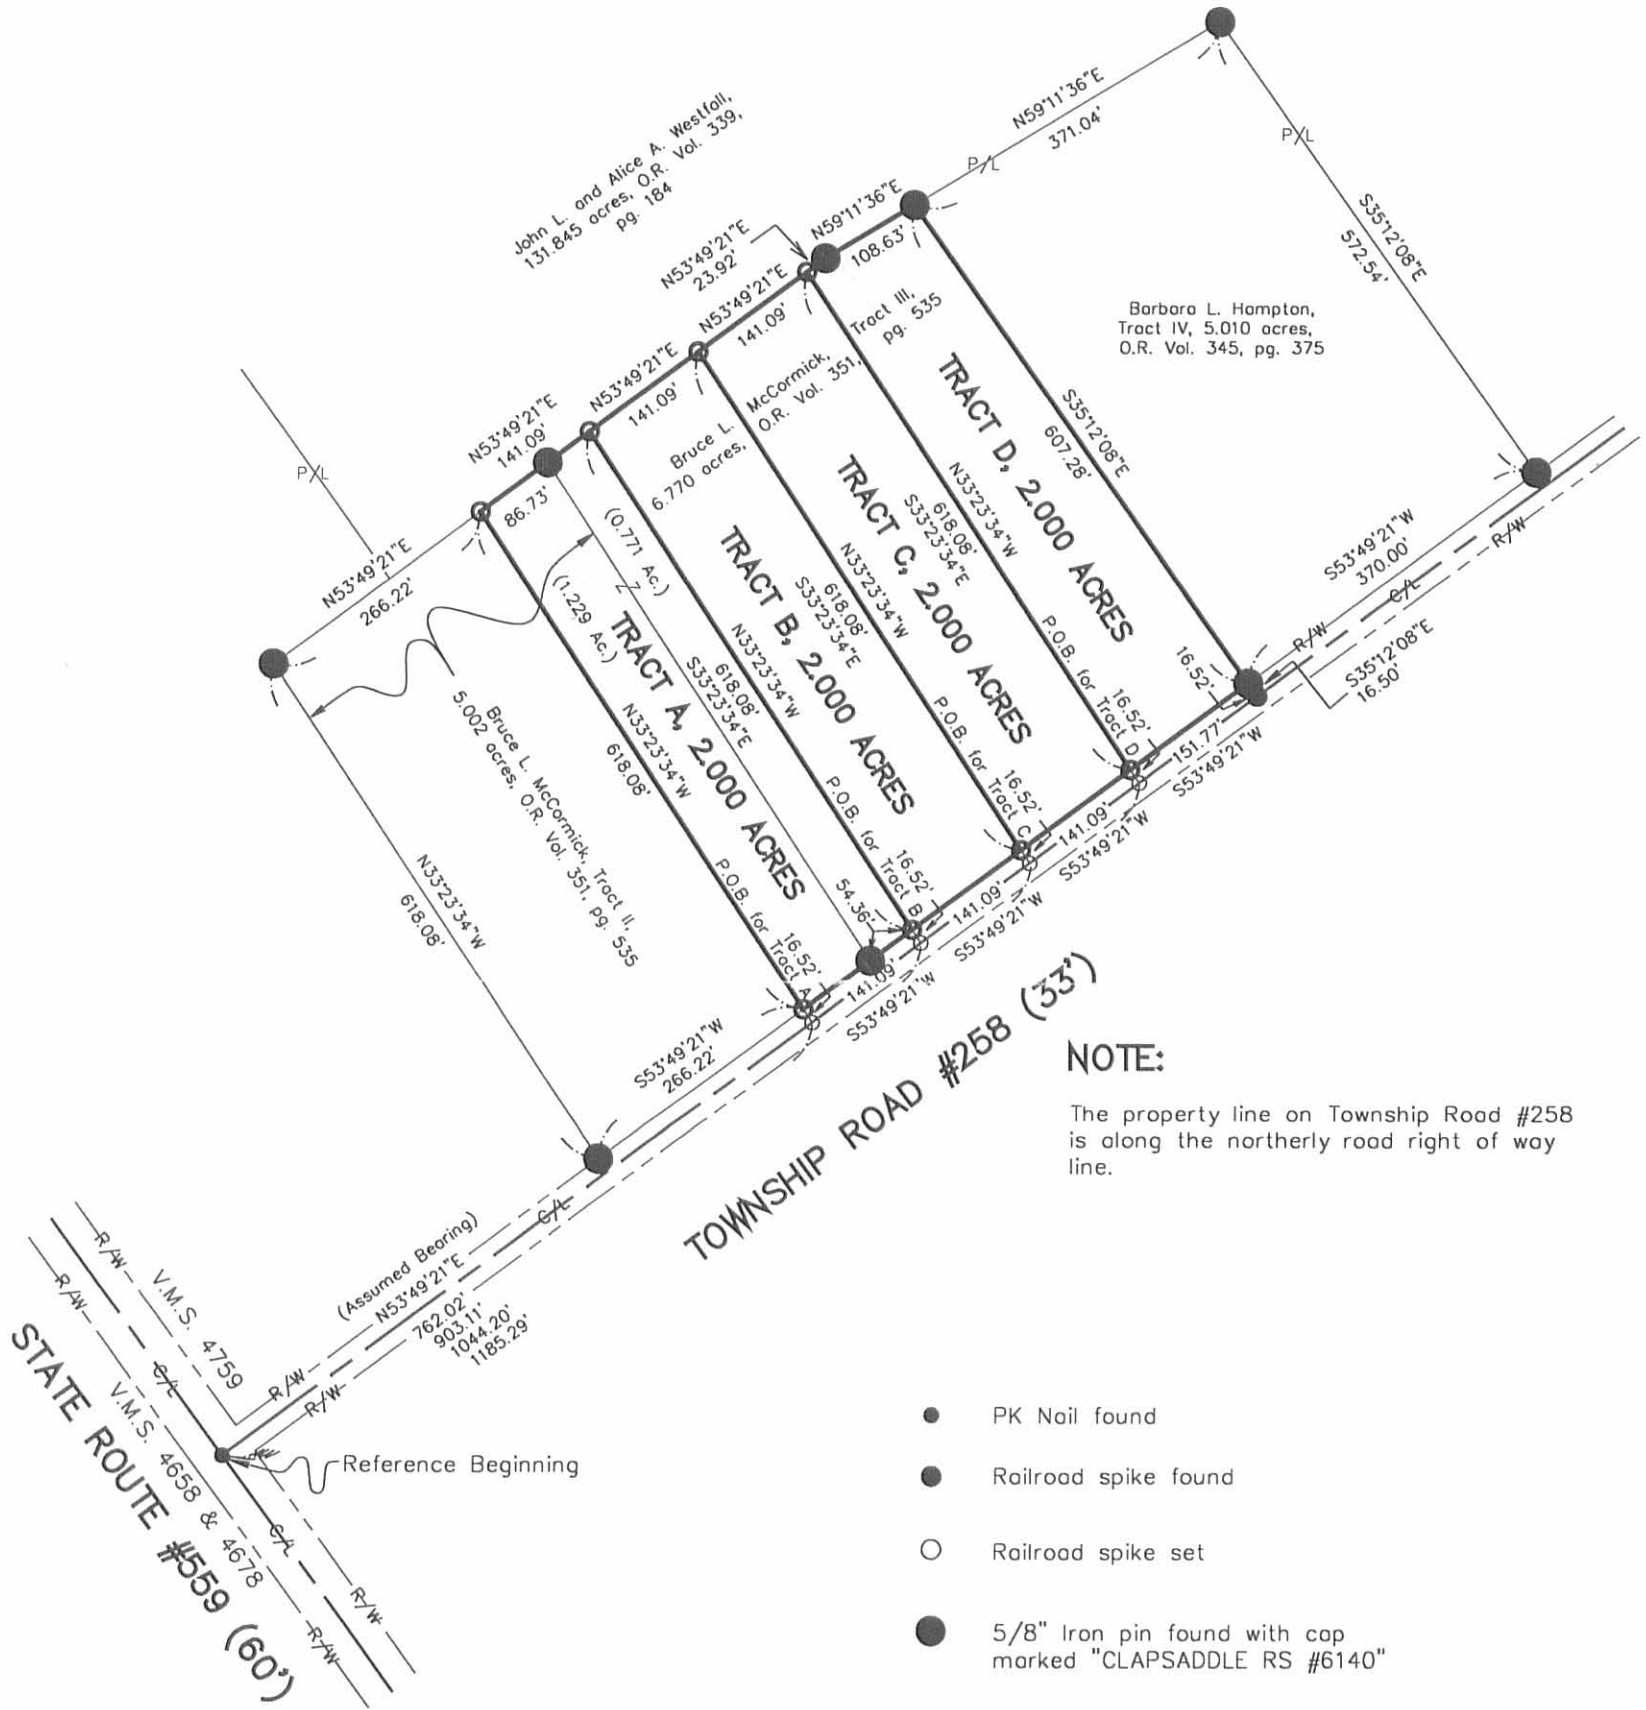 N59°11'36"E
371.04'
P/L
P/L
S35°12'08"E
572.54'
John L. and Alice A. Westfall,
131.845 acres, O.R. Vol. 339,
pg. 184
N53°49'21"E
23.92'
N59°11'36"E
108.63'
N53°49'21"E
141.09'
N53°49'21"E
141.09'
N53°49'21"E
141.09'
86.73'
P/L
N53°49'21"E
266.22'
Barbara L. Hampton,
Tract IV, 5.010 acres,
O.R. Vol. 345, pg. 375
Bruce L. McCormick, Tract III,
6.770 acres, O.R. Vol. 351, pg. 535
TRACT D, 2.000 ACRES
S35°12'08"E
607.28'
N33°23'34"W
618.08'
S33°23'34"E
TRACT C, 2.000 ACRES
N33°23'34"W
618.08'
S33°23'34"E
TRACT B, 2.000 ACRES
(0.771 Ac.)
N33°23'34"W
618.08'
S33°23'34"E
Z
(1.229 Ac.)
TRACT A, 2.000 ACRES
N33°23'34"W
618.08'
Bruce L. McCormick, Tract II,
5.002 acres, O.R. Vol. 351, pg. 535
N33°23'34"W
618.08'
P.O.B. for
Tract D
16.52'
16.52'
P.O.B. for
Tract C
16.52'
P.O.B. for
Tract B
16.52'
54.36'
P.O.B. for
Tract A
16.52'
S53°49'21"W
370.00'
C/L
R/W
R/W
S35°12'08"E
16.50'
151.77'
S53°49'21"W
141.09'
S53°49'21"W
141.09'
S53°49'21"W
141.09'
S53°49'21"W
S53°49'21"W
266.22'
TOWNSHIP ROAD #258 (33')
NOTE:
The property line on Township Road #258
is along the northerly road right of way
line.
C/L
(Assumed Bearing)
N53°49'21"E
762.02'
903.11'
1044.20'
1185.29'
R/W
R/W
R/W
R/W
V.M.S. 4759
C/L
V.M.S. 4658 & 4678
STATE ROUTE #559 (60')
C/L
R/W
R/W
Reference Beginning
PK Nail found
Railroad spike found
Railroad spike set
5/8" Iron pin found with cap
marked "CLAPSADDLE RS #6140"